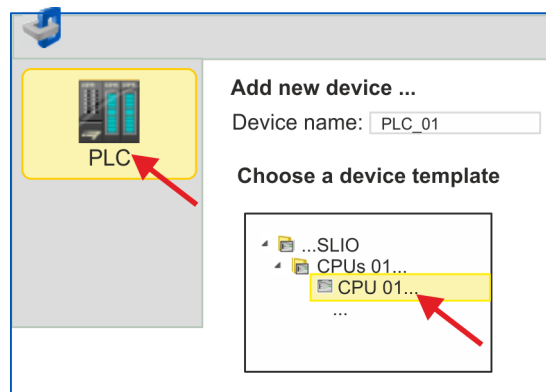 PLC
Add new device ...
Device name: PLC_01
Choose a device template
...SLIO
CPUs 01...
CPU 01...
...